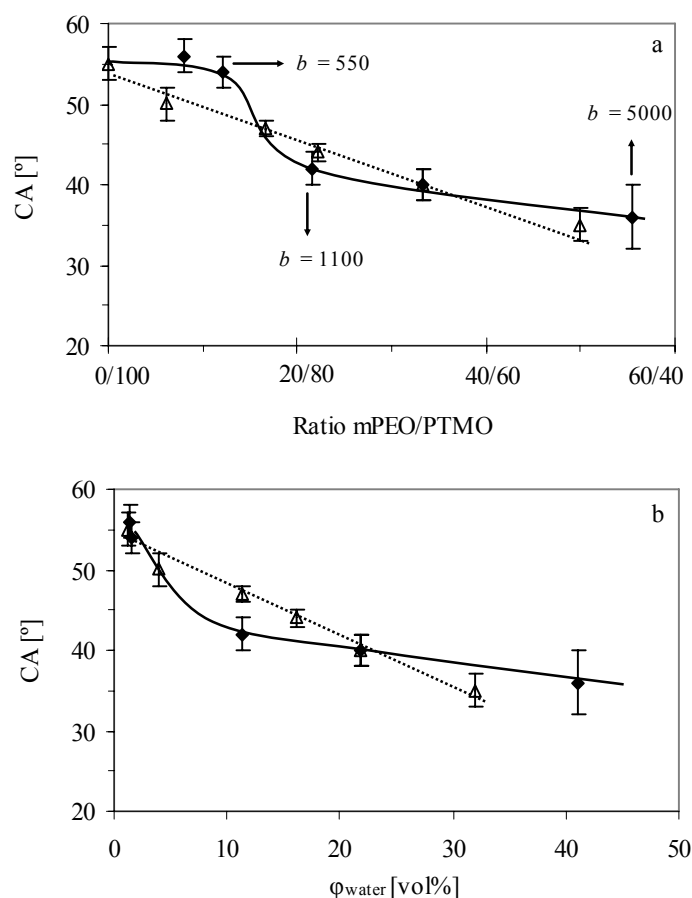 60
a
50
b = 550
b = 5000
CA [º]
40
b = 1100
30
20
0/100 20/80 40/60 60/40
Ratio mPEO/PTMO
60
b
50
CA [º]
40
30
20
0 10 20 30 40 50
φwater [vol%]